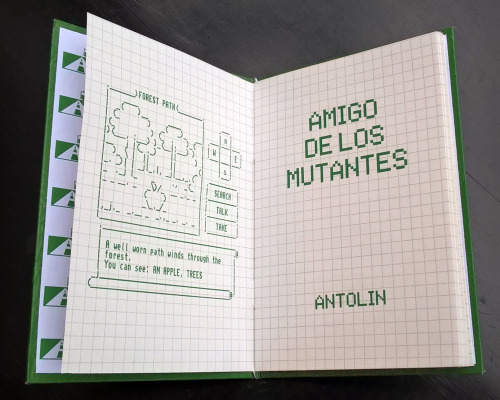 FOREST PATH
N
W E
S
SEARCH
TALK
TAKE
A well worn path winds through the
forest.
You can see: AN APPLE, TREES
AMIGO
DE LOS
MUTANTES
ANTOLIN